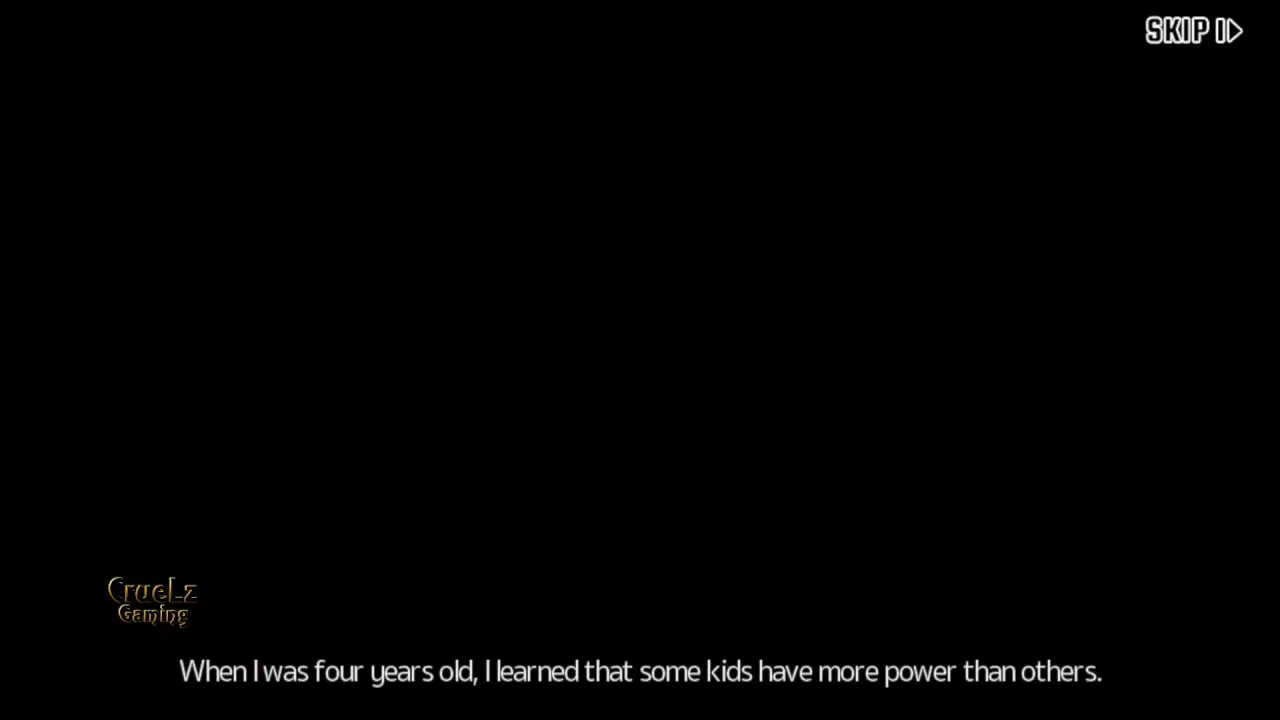 SKIP
CrueLz
Gaming
When I was four years old, I learned that some kids have more power than others.